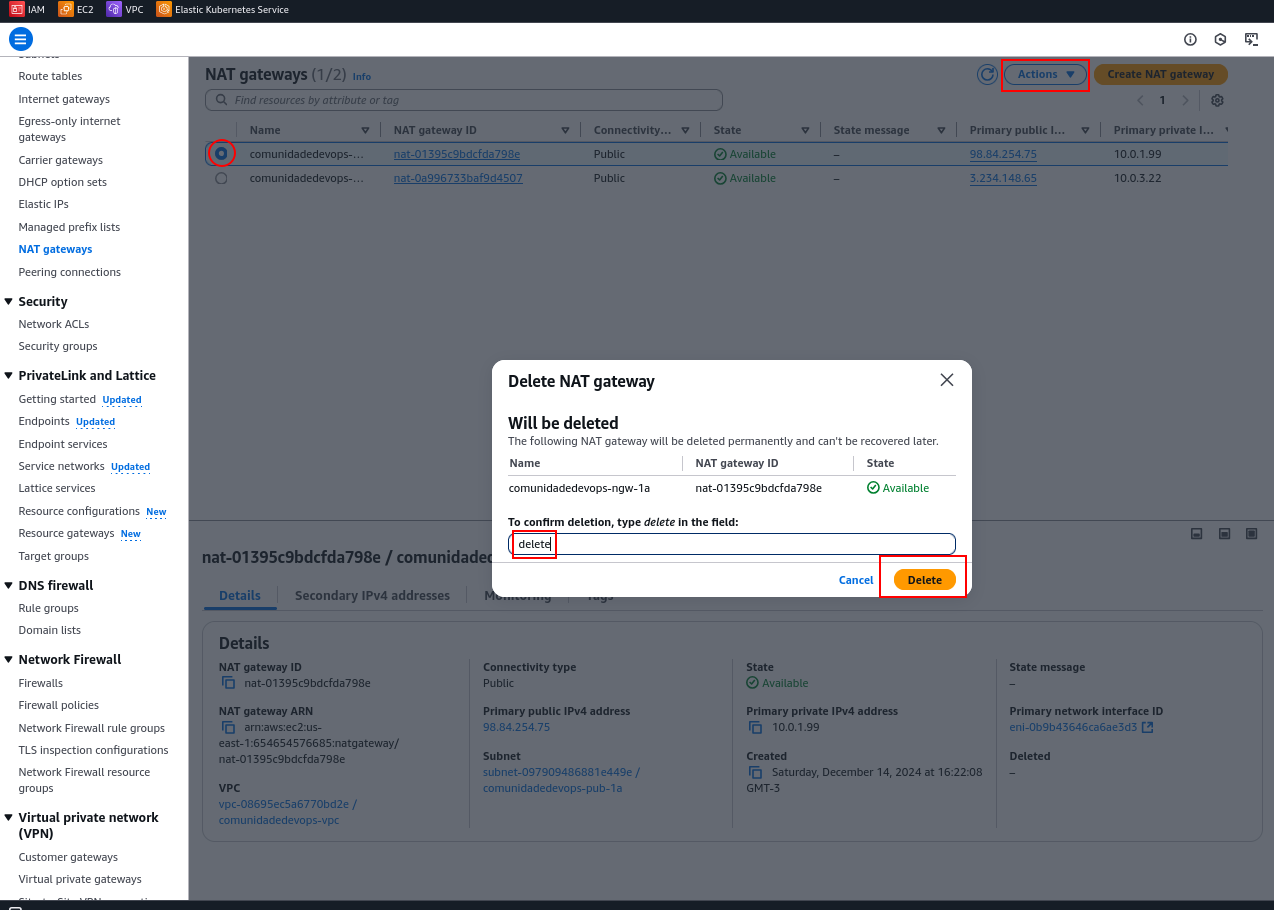 IAM EC2 VPC Elastic Kubernetes Service
Route tables
Internet gateways
Egress-only internet
gateways
Carrier gateways
DHCP option sets
Elastic IPs
Managed prefix lists
NAT gateways
Peering connections
Security
Network ACLs
Security groups
PrivateLink and Lattice
Getting started Updated
Endpoints Updated
Endpoint services
Service networks Updated
Lattice services
Resource configurations New
Resource gateways New
Target groups
DNS firewall
Rule groups
Domain lists
Network Firewall
Firewalls
Firewall policies
Network Firewall rule groups
TLS inspection configurations
Network Firewall resource
groups
Virtual private network
(VPN)
Customer gateways
Virtual private gateways
NAT gateways (1/2) Info
Actions
Create NAT gateway
Find resources by attribute or tag
1
Name NAT gateway ID Connectivity... State State message Primary public I... Primary private I...
comunidadedevops-... nat-01395c9bdcfda798e Public Available – 98.84.254.75 10.0.1.99
comunidadedevops-... nat-0a996733baf9d4507 Public Available – 3.234.148.65 10.0.3.22
Delete NAT gateway
Will be deleted
The following NAT gateway will be deleted permanently and can't be recovered later.
Name NAT gateway ID State
comunidadedevops-ngw-1a nat-01395c9bdcfda798e Available
To confirm deletion, type delete in the field:
delete
Cancel Delete
nat-01395c9bdcfda798e / comunidadedevops
Details Secondary IPv4 addresses Monitoring Tags
Details
NAT gateway ID
nat-01395c9bdcfda798e
Connectivity type
Public
State
Available
State message
–
NAT gateway ARN
arn:aws:ec2:us-
east-1:654654576685:natgateway/
nat-01395c9bdcfda798e
Primary public IPv4 address
98.84.254.75
Primary private IPv4 address
10.0.1.99
Primary network interface ID
eni-0b9b43646ca6ae3d3
VPC
vpc-08695ec5a6770bd2e /
comunidadedevops-vpc
Subnet
subnet-097909486881e449e /
comunidadedevops-pub-1a
Created
Saturday, December 14, 2024 at 16:22:08
GMT-3
Deleted
–